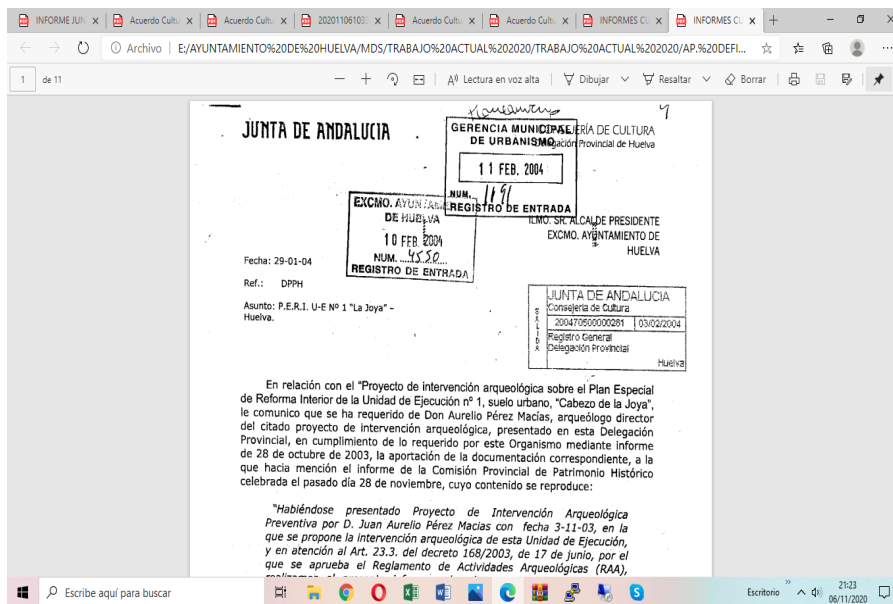 INFORME JUN
Acuerdo Cultu
Acuerdo Cultu
20201106103
Acuerdo Cultu
Acuerdo Cultu
INFORMES CU
INFORMES CU
Archivo | E:/AYUNTAMIENTO%20DE%20HUELVA/MDS/TRABAJO%20ACTUAL%202020/TRABAJO%20ACTUAL%202020/AP.%20DEFI...
1 de 11
Lectura en voz alta
Dibujar
Resaltar
Borrar
JUNTA DE ANDALUCIA
CONSEJERÍA DE CULTURA
Delegación Provincial de Huelva
GERENCIA MUNICIPAL
DE URBANISMO
11 FEB. 2004
NUM. 1191
REGISTRO DE ENTRADA
EXCMO. AYUNTAMIE
DE HUELVA
10 FEB. 2004
NUM. 4550
REGISTRO DE ENTRADA
ILMO. SR. ALCALDE PRESIDENTE
EXCMO. AYUNTAMIENTO DE
HUELVA
Fecha: 29-01-04
Ref.: DPPH
Asunto: P.E.R.I. U-E Nº 1 "La Joya" –
Huelva.
JUNTA DE ANDALUCIA
Consejeria de Cultura
SALIDA
200470500000281 03/02/2004
Registro General
Delegación Provincial
Huelva
En relación con el "Proyecto de intervención arqueológica sobre el Plan Especial
de Reforma Interior de la Unidad de Ejecución nº 1, suelo urbano, "Cabezo de la Joya",
le comunico que se ha requerido de Don Aurelio Pérez Macías, arqueólogo director
del citado proyecto de intervención arqueológica, presentado en esta Delegación
Provincial, en cumplimiento de lo requerido por este Organismo mediante informe
de 28 de octubre de 2003, la aportación de la documentación correspondiente, a la
que hacia mención el informe de la Comisión Provincial de Patrimonio Histórico
celebrada el pasado día 28 de noviembre, cuyo contenido se reproduce:
"Habiéndose presentado Proyecto de Intervención Arqueológica
Preventiva por D. Juan Aurelio Pérez Macias con fecha 3-11-03, en la
que se propone la intervención arqueológica de esta Unidad de Ejecución,
y en atención al Art. 23.3. del decreto 168/2003, de 17 de junio, por el
que se aprueba el Reglamento de Actividades Arqueológicas (RAA),
Escribe aquí para buscar
Escritorio
21:23
06/11/2020